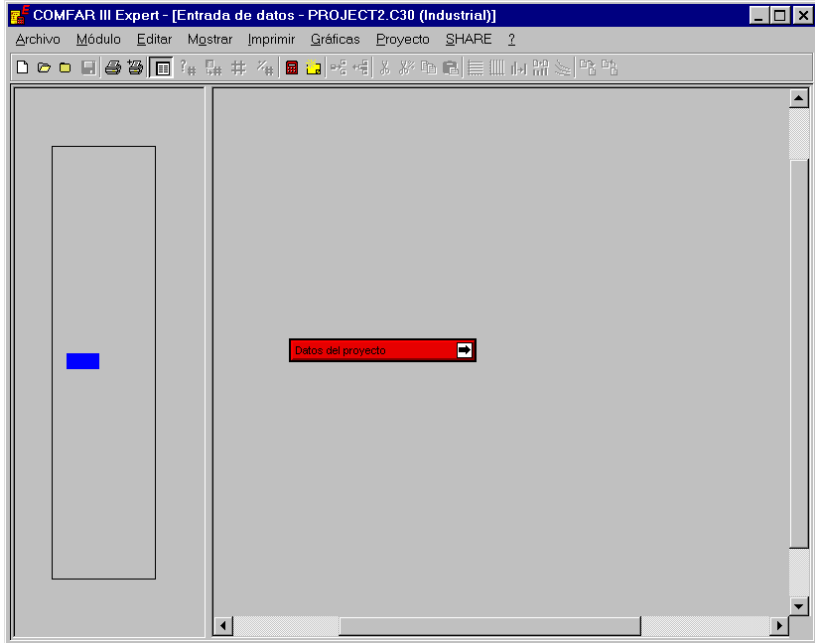 COMFAR III Expert - [Entrada de datos - PROJECT2.C30 (Industrial)]
Archivo Módulo Editar Mostrar Imprimir Gráficas Proyecto SHARE ?
Datos del proyecto